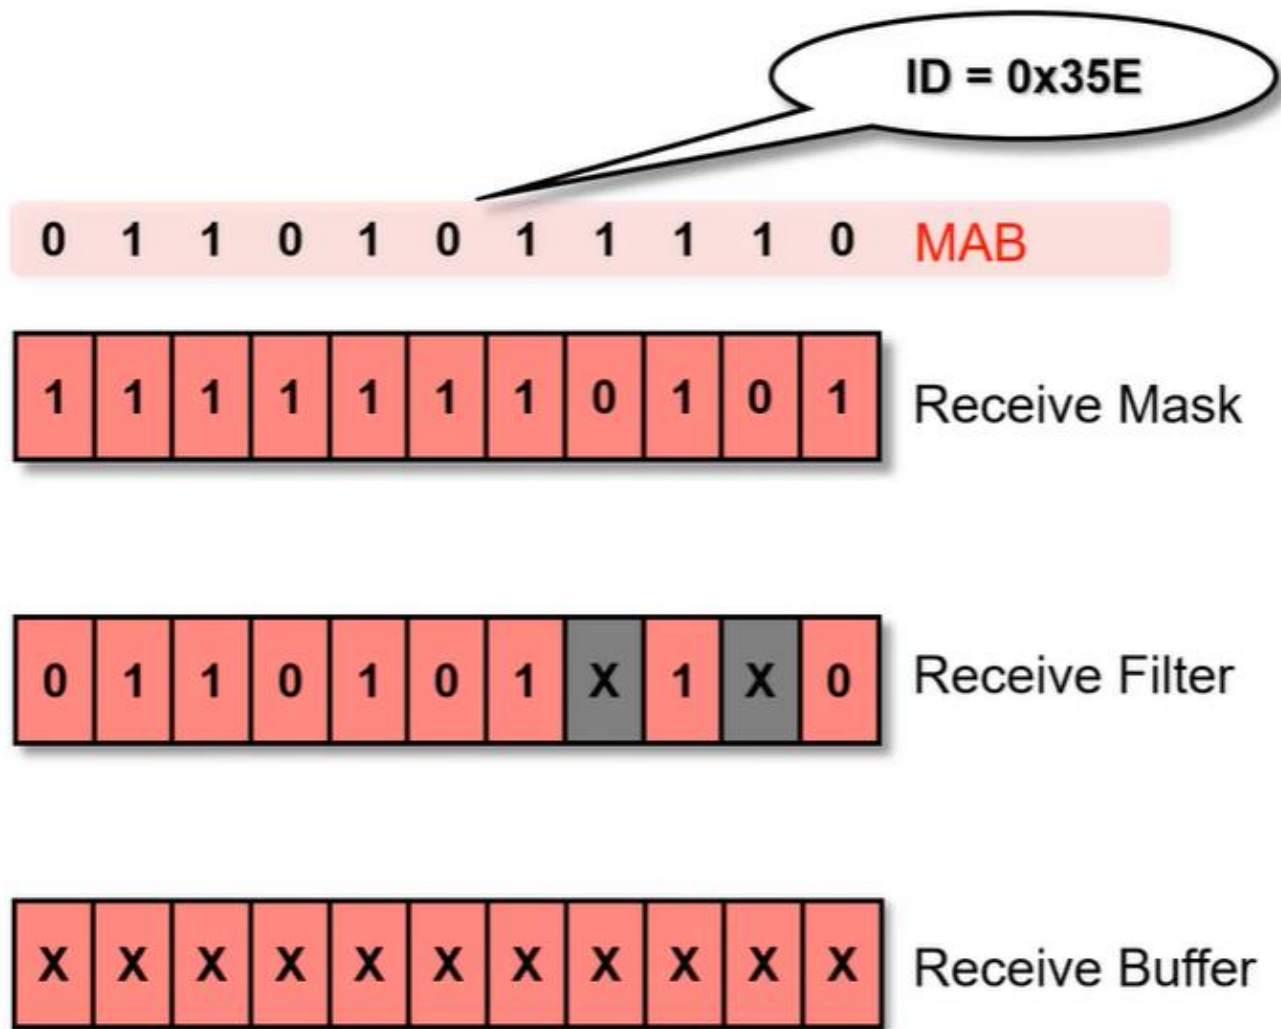 ID = 0x35E
0 1 1 0 1 0 1 1 1 1 0 MAB
1 1 1 1 1 1 1 0 1 0 1 Receive Mask
0 1 1 0 1 0 1 X 1 X 0 Receive Filter
X X X X X X X X X X X Receive Buffer